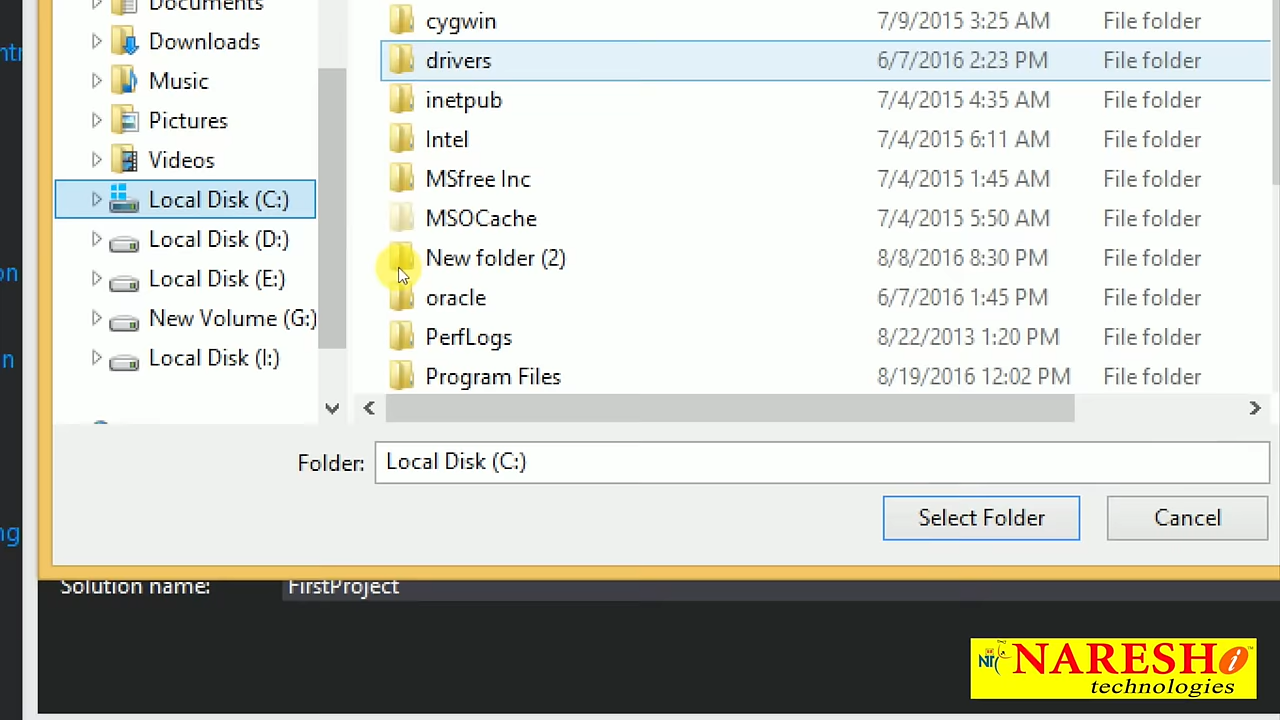 Documents
Downloads
Music
Pictures
Videos
Local Disk (C:)
Local Disk (D:)
Local Disk (E:)
New Volume (G:)
Local Disk (I:)
cygwin 7/9/2015 3:25 AM File folder
drivers 6/7/2016 2:23 PM File folder
inetpub 7/4/2015 4:35 AM File folder
Intel 7/4/2015 6:11 AM File folder
MSfree Inc 7/4/2015 1:45 AM File folder
MSOCache 7/4/2015 5:50 AM File folder
New folder (2) 8/8/2016 8:30 PM File folder
oracle 6/7/2016 1:45 PM File folder
PerfLogs 8/22/2013 1:20 PM File folder
Program Files 8/19/2016 12:02 PM File folder
Folder: Local Disk (C:)
Select Folder Cancel
Solution name: FirstProject
NARESH i
technologies